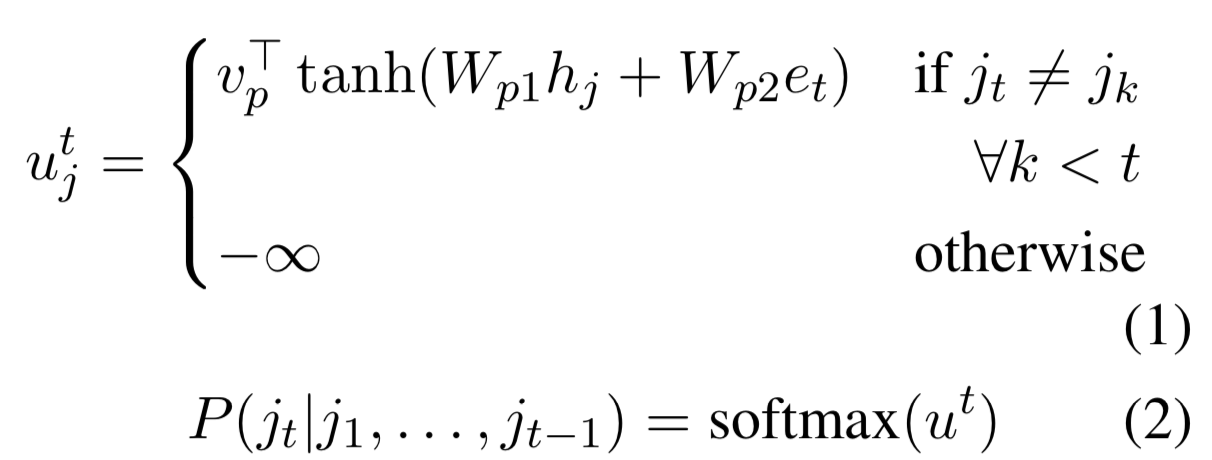 u_j^t = { v_p^⊤ tanh(W_{p1}h_j + W_{p2}e_t) if j_t ≠ j_k
∀k < t
−∞ otherwise
(1)
P(j_t|j_1, . . . , j_{t−1}) = softmax(u^t) (2)